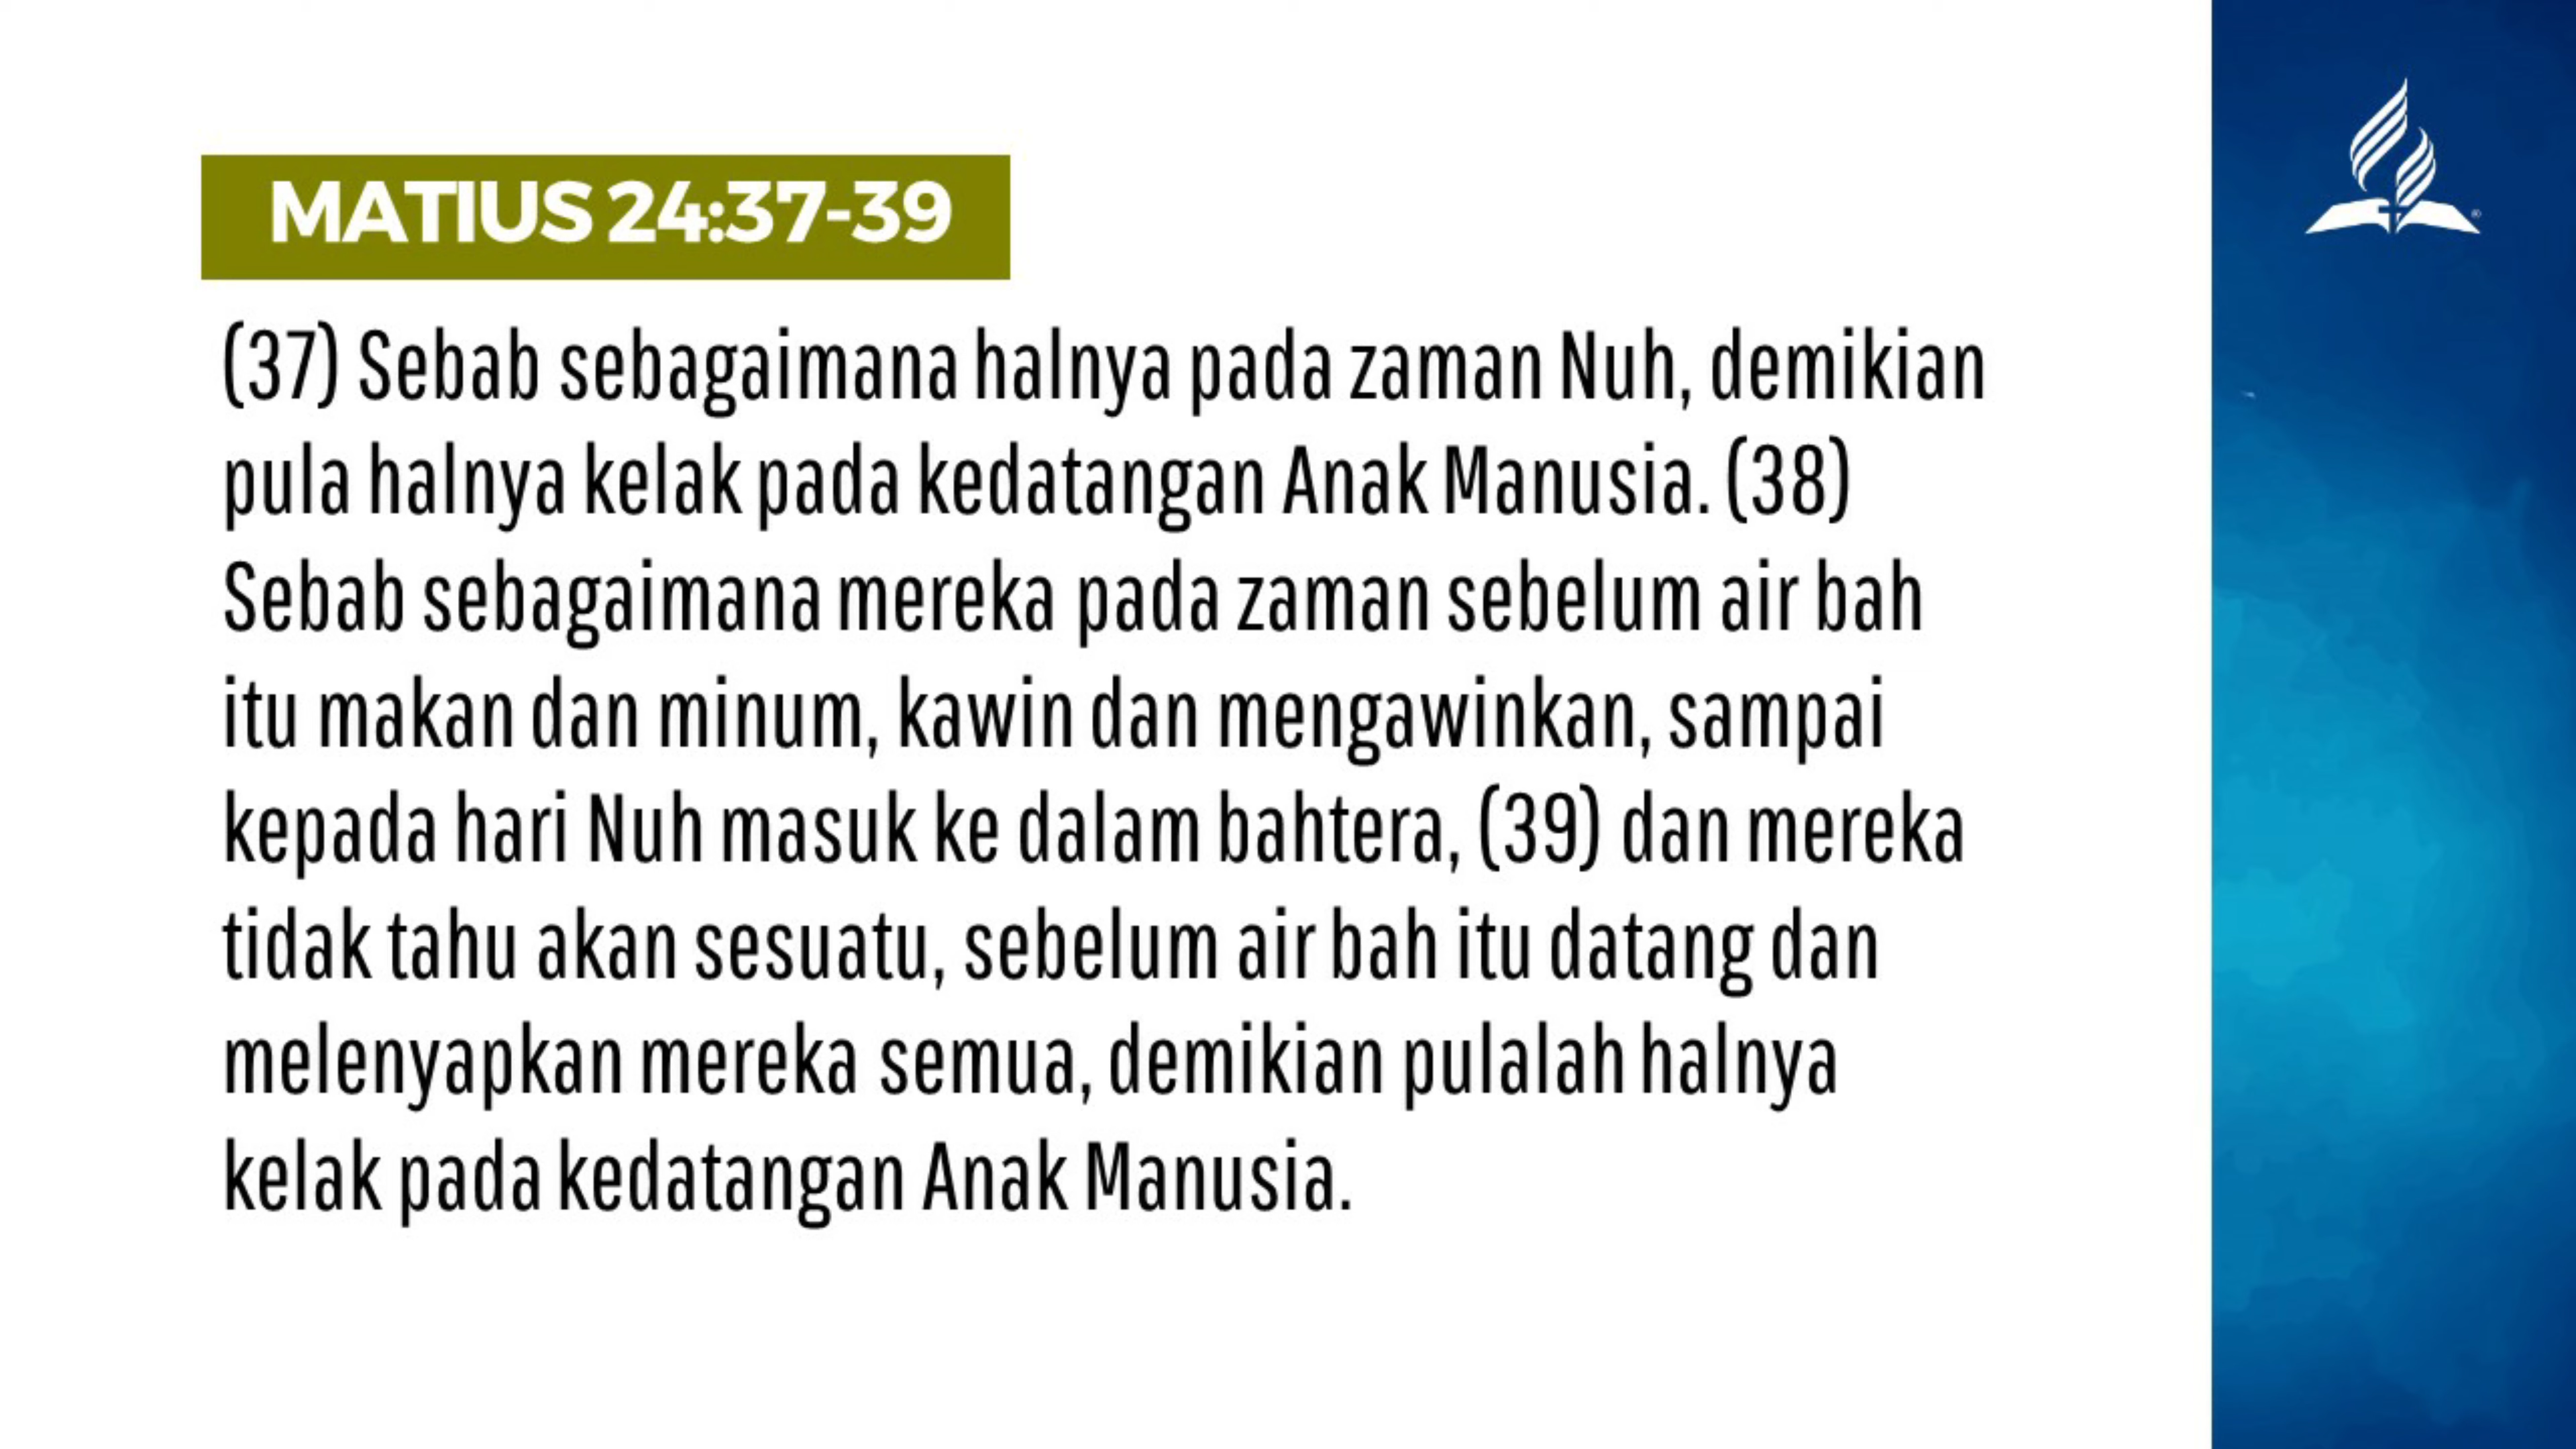 MATIUS 24:37-39
(37) Sebab sebagaimana halnya pada zaman Nuh, demikian
pula halnya kelak pada kedatangan Anak Manusia. (38)
Sebab sebagaimana mereka pada zaman sebelum air bah
itu makan dan minum, kawin dan mengawinkan, sampai
kepada hari Nuh masuk ke dalam bahtera, (39) dan mereka
tidak tahu akan sesuatu, sebelum air bah itu datang dan
melenyapkan mereka semua, demikian pulalah halnya
kelak pada kedatangan Anak Manusia.